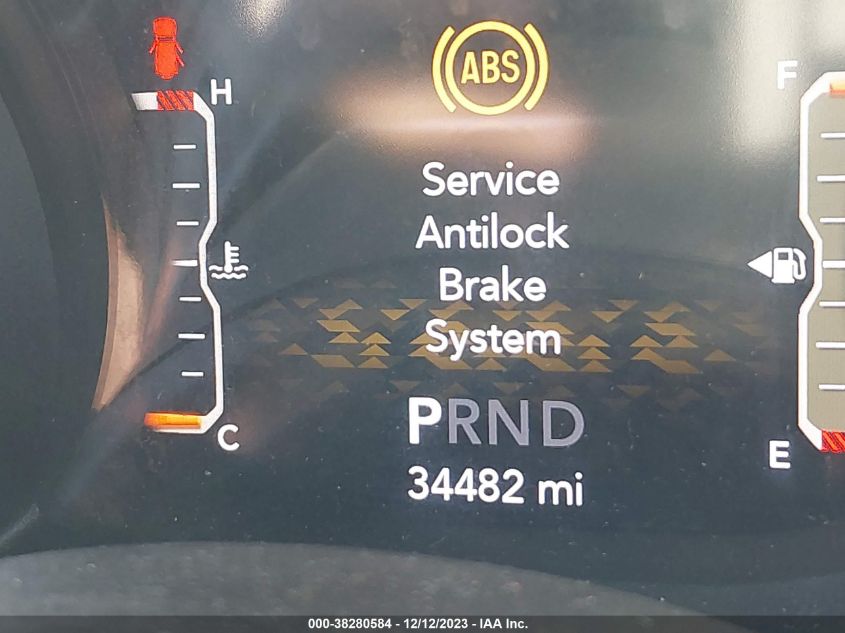 ABS
H
F
Service
Antilock
Brake
System
C
PRND
E
34482 mi
000-38280584 - 12/12/2023 - IAA Inc.